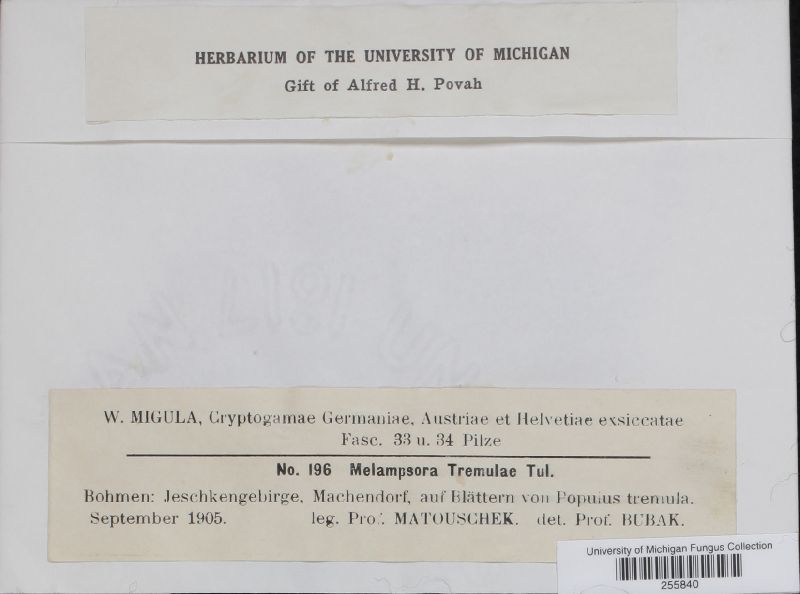 HERBARIUM OF THE UNIVERSITY OF MICHIGAN
Gift of Alfred H. Povah
W. MIGULA, Cryptogamae Germaniae, Austriae et Helvetiae exsiccatae
Fasc. 33 u. 34 Pilze
No. 196 Melampsora Tremulae Tul.
Bohmen: Jeschkengebirge, Machendorf, auf Blättern von Populus tremula.
September 1905. leg. Prof. MATOUSCHEK. det. Prof. BUBAK.
University of Michigan Fungus Collection
255840